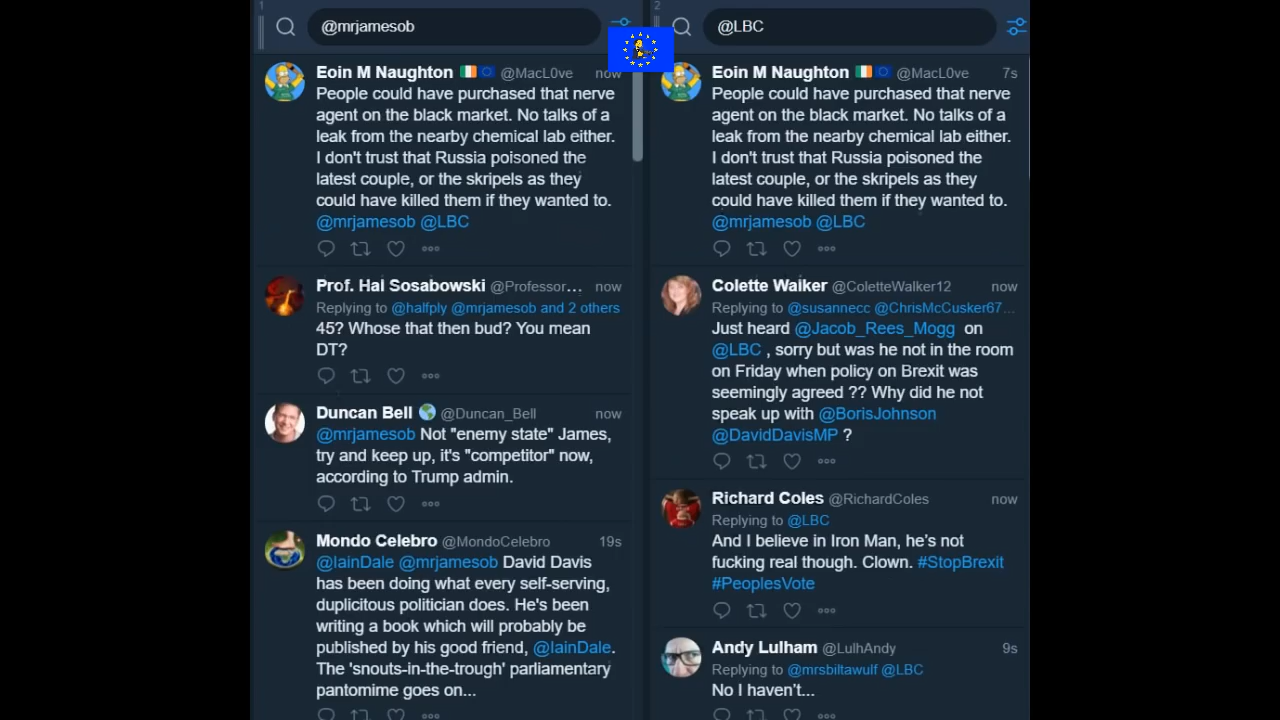 1
@mrjamesob
Eoin M Naughton @MacL0ve now
People could have purchased that nerve
agent on the black market. No talks of a
leak from the nearby chemical lab either.
I don't trust that Russia poisoned the
latest couple, or the skripels as they
could have killed them if they wanted to.
@mrjamesob @LBC
Prof. Hal Sosabowski @Professor... now
Replying to @halfply @mrjamesob and 2 others
45? Whose that then bud? You mean
DT?
Duncan Bell @Duncan_Bell now
@mrjamesob Not "enemy state" James,
try and keep up, it's "competitor" now,
according to Trump admin.
Mondo Celebro @MondoCelebro 19s
@IainDale @mrjamesob David Davis
has been doing what every self-serving,
duplicitous politician does. He's been
writing a book which will probably be
published by his good friend, @IainDale.
The 'snouts-in-the-trough' parliamentary
pantomime goes on...
2
@LBC
Eoin M Naughton @MacL0ve 7s
People could have purchased that nerve
agent on the black market. No talks of a
leak from the nearby chemical lab either.
I don't trust that Russia poisoned the
latest couple, or the skripels as they
could have killed them if they wanted to.
@mrjamesob @LBC
Colette Walker @ColetteWalker12 now
Replying to @susannecc @ChrisMcCusker67...
Just heard @Jacob_Rees_Mogg on
@LBC , sorry but was he not in the room
on Friday when policy on Brexit was
seemingly agreed ?? Why did he not
speak up with @BorisJohnson
@DavidDavisMP ?
Richard Coles @RichardColes now
Replying to @LBC
And I believe in Iron Man, he's not
fucking real though. Clown. #StopBrexit
#PeoplesVote
Andy Lulham @LulhAndy 9s
Replying to @mrsbiltawulf @LBC
No I haven't...